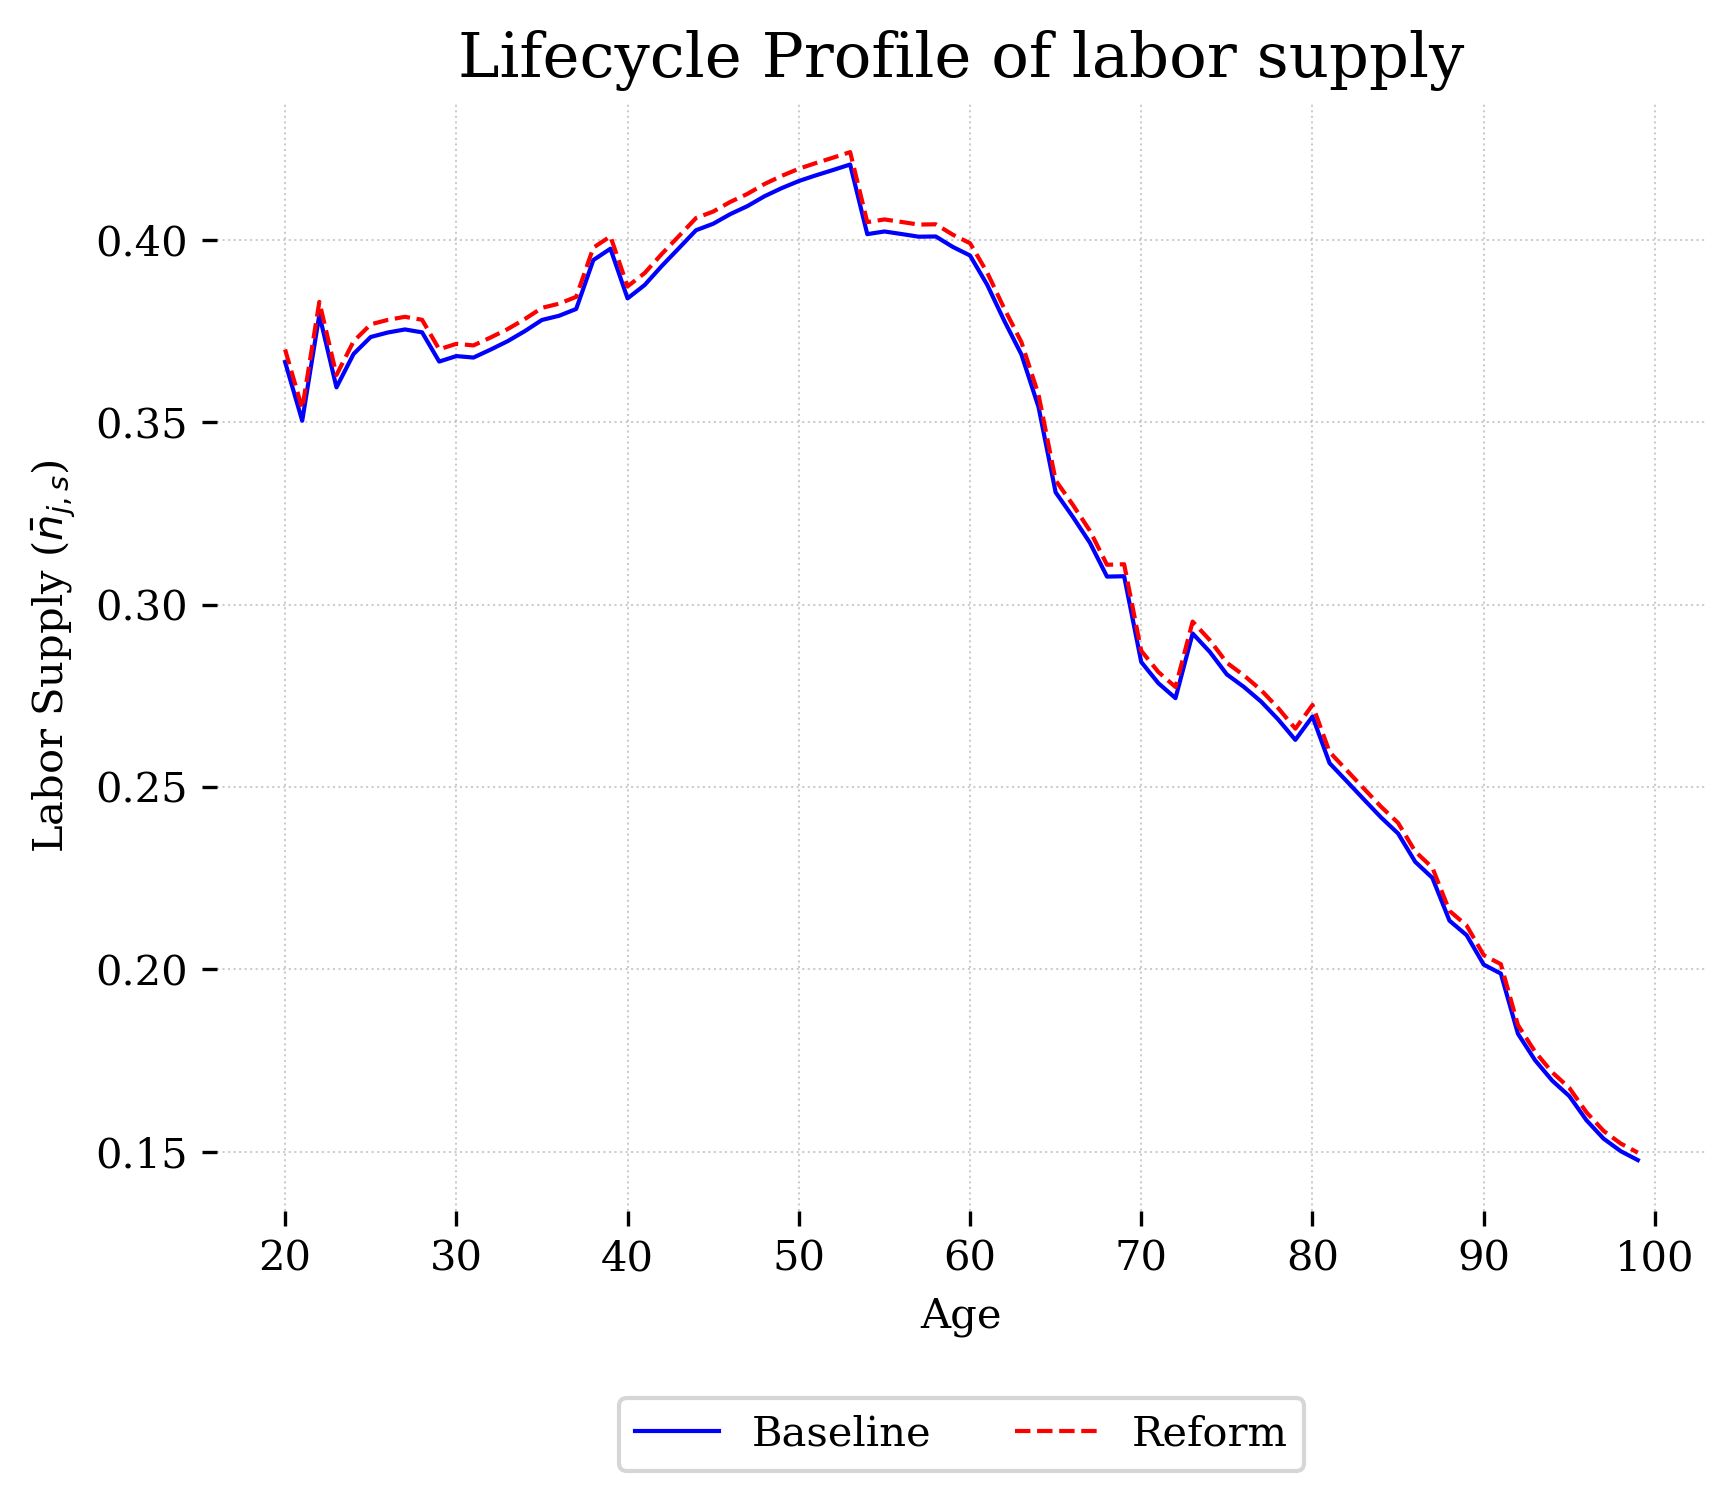 Lifecycle Profile of labor supply
Labor Supply ($\bar{n}_{j,s}$)
0.40
0.35
0.30
0.25
0.20
0.15
20 30 40 50 60 70 80 90 100
Age
Baseline Reform